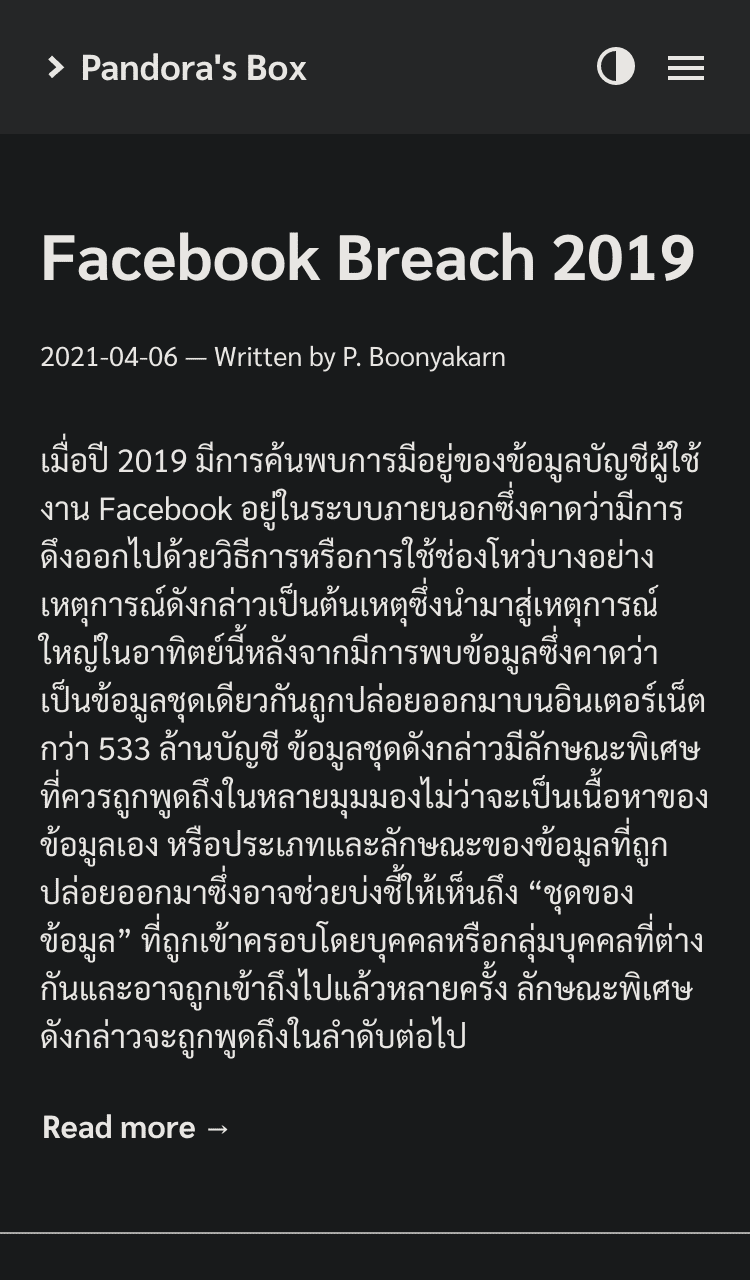 Pandora's Box
Facebook Breach 2019
2021-04-06 — Written by P. Boonyakarn
เมื่อปี 2019 มีการค้นพบการมีอยู่ของข้อมูลบัญชีผู้ใช้
งาน Facebook อยู่ในระบบภายนอกซึ่งคาดว่ามีการ
ดึงออกไปด้วยวิธีการหรือการใช้ช่องโหว่บางอย่าง
เหตุการณ์ดังกล่าวเป็นต้นเหตุซึ่งนำมาสู่เหตุการณ์
ใหญ่ในอาทิตย์นี้หลังจากมีการพบข้อมูลซึ่งคาดว่า
เป็นข้อมูลชุดเดียวกันถูกปล่อยออกมาบนอินเตอร์เน็ต
กว่า 533 ล้านบัญชี ข้อมูลชุดดังกล่าวมีลักษณะพิเศษ
ที่ควรถูกพูดถึงในหลายมุมมองไม่ว่าจะเป็นเนื้อหาของ
ข้อมูลเอง หรือประเภทและลักษณะของข้อมูลที่ถูก
ปล่อยออกมาซึ่งอาจช่วยบ่งชี้ให้เห็นถึง “ชุดของ
ข้อมูล” ที่ถูกเข้าครอบโดยบุคคลหรือกลุ่มบุคคลที่ต่าง
กันและอาจถูกเข้าถึงไปแล้วหลายครั้ง ลักษณะพิเศษ
ดังกล่าวจะถูกพูดถึงในลำดับต่อไป
Read more →